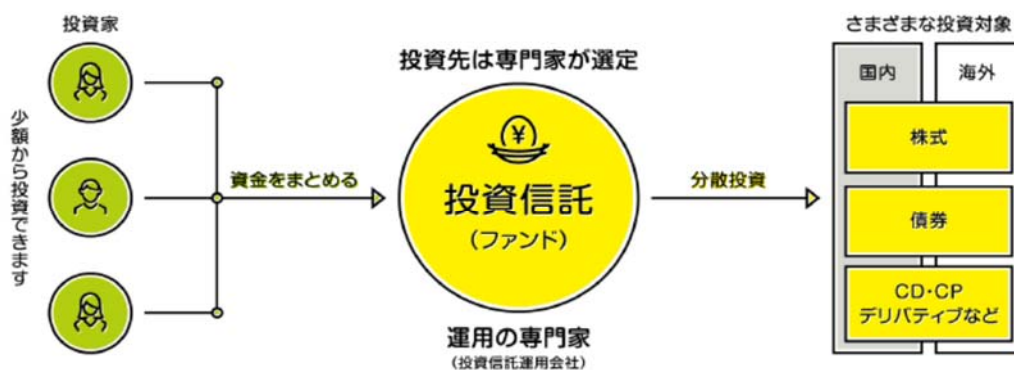 投資家
少額から投資できます
資金をまとめる
投資先は専門家が選定
¥
投資信託
(ファンド)
運用の専門家
(投資信託運用会社)
分散投資
さまざまな投資対象
国内
海外
株式
債券
CD・CP
デリバティブなど